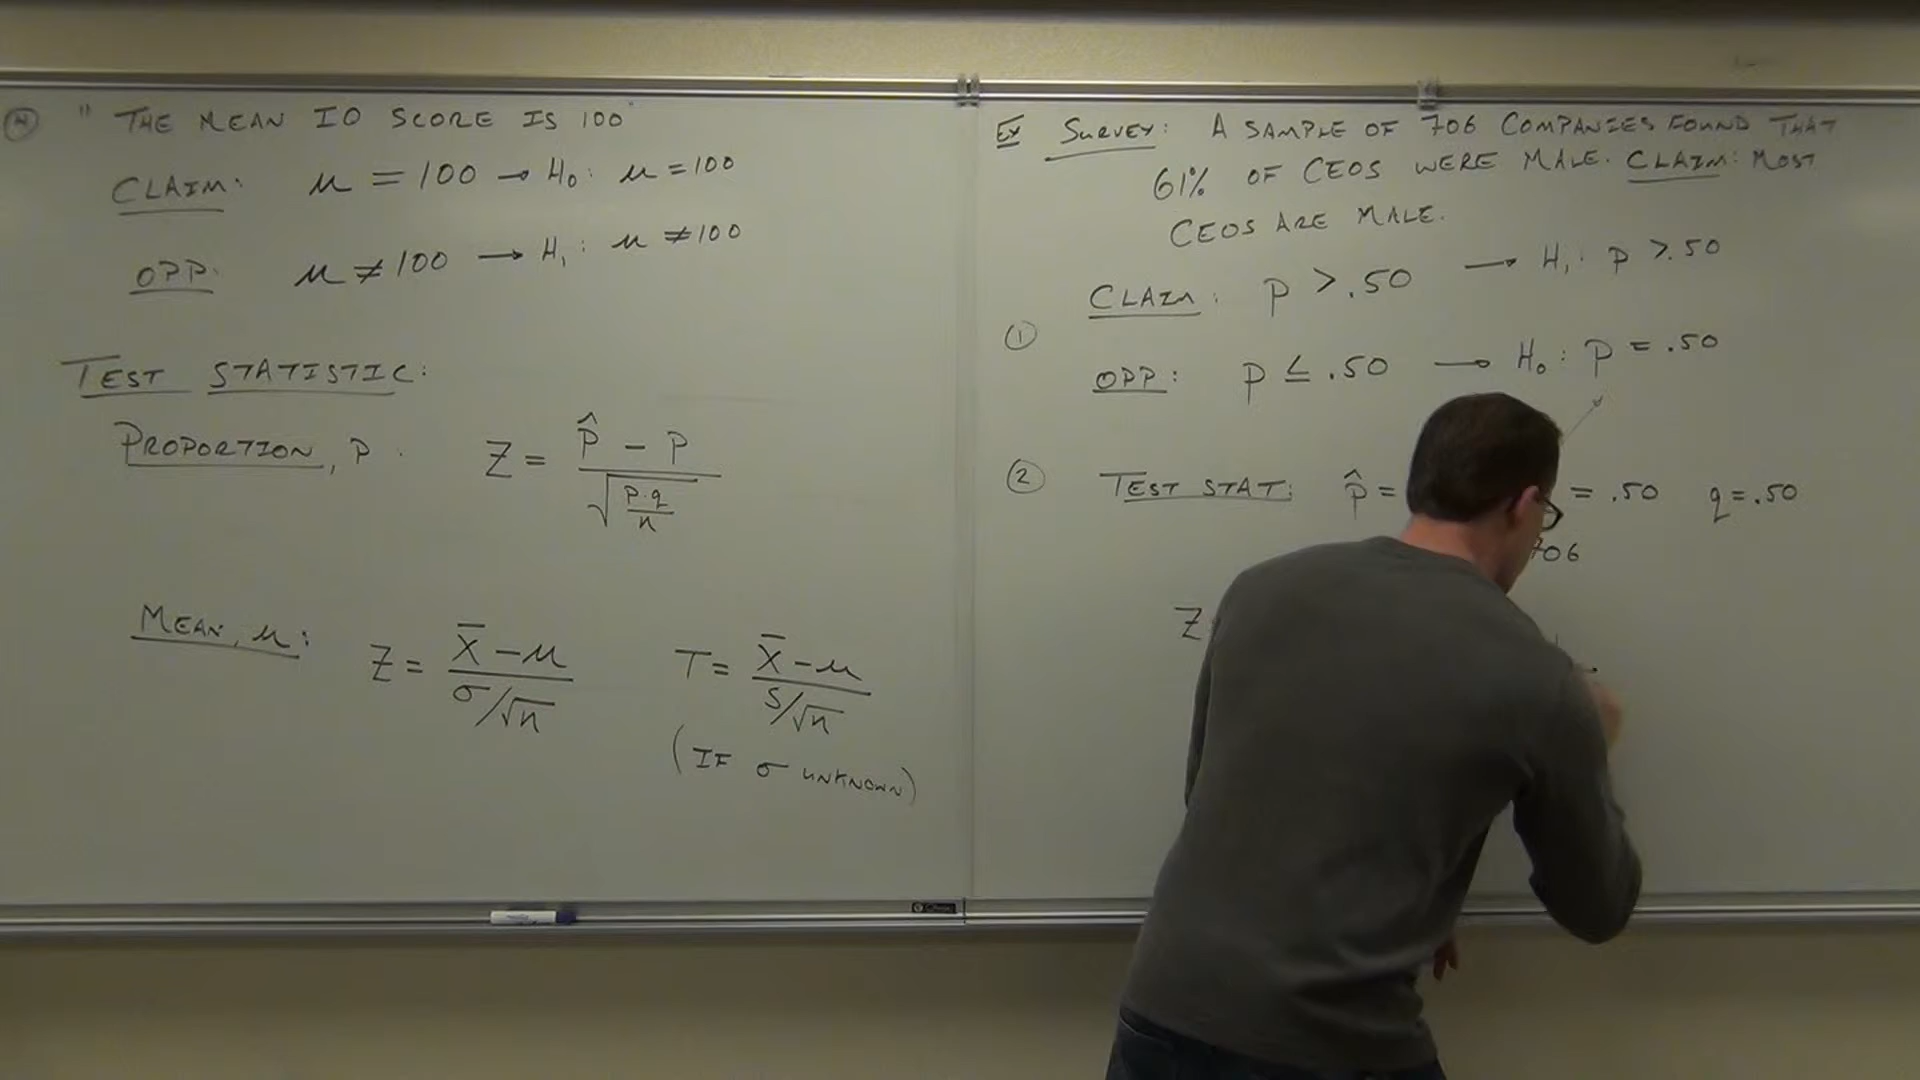 ④ "THE MEAN IQ SCORE IS 100"
CLAIM: μ = 100 → H₀: μ = 100
OPP: μ ≠ 100 → H₁: μ ≠ 100
TEST STATISTIC:
PROPORTION, P. Z = (p̂ - p) / √(p·q/n)
MEAN, μ: Z = (x̄ - μ) / (σ/√n) T = (x̄ - μ) / (s/√n)
(IF σ UNKNOWN)
EX SURVEY: A SAMPLE OF 706 COMPANIES FOUND THAT
61% OF CEOS WERE MALE. CLAIM: MOST
CEOS ARE MALE.
CLAIM: p > .50 → H₁: p > .50
①
OPP: p ≤ .50 → H₀: p = .50
② TEST STAT: p̂ = = .50 q = .50
706
Z